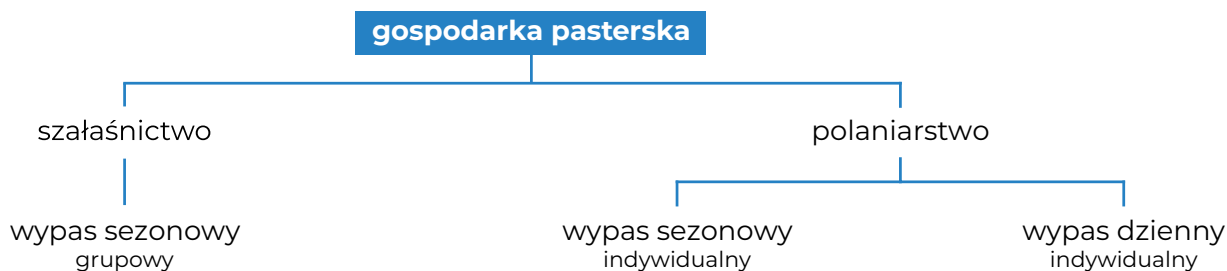 gospodarka pasterska
szałaśnictwo
polaniarstwo
wypas sezonowy
grupowy
wypas sezonowy
indywidualny
wypas dzienny
indywidualny